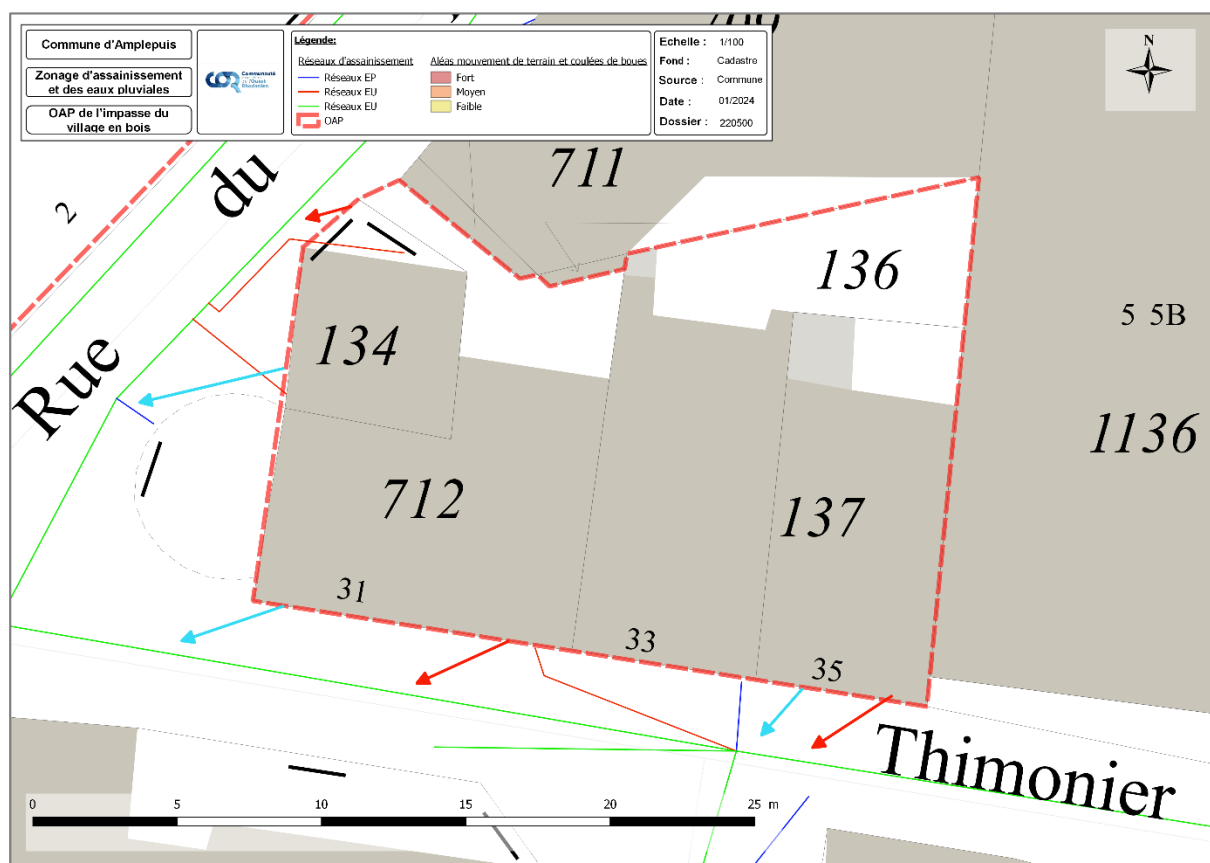 Commune d'Amplepuis
Zonage d'assainissement
et des eaux pluviales
OAP de l'impasse du
village en bois
COR Communauté
Légende:
Réseaux d'assainissement
Réseaux EP
Réseaux EU
Réseaux EU
OAP
Aléas mouvement de terrain et coulées de boues
Fort
Moyen
Faible
Echelle : 1/100
Fond : Cadastre
Source : Commune
Date : 01/2024
Dossier : 220500
N
711
2
du
136
5 5B
134
Rue
1136
712
137
31
33
35
Thimonier
0 5 10 15 20 25 m